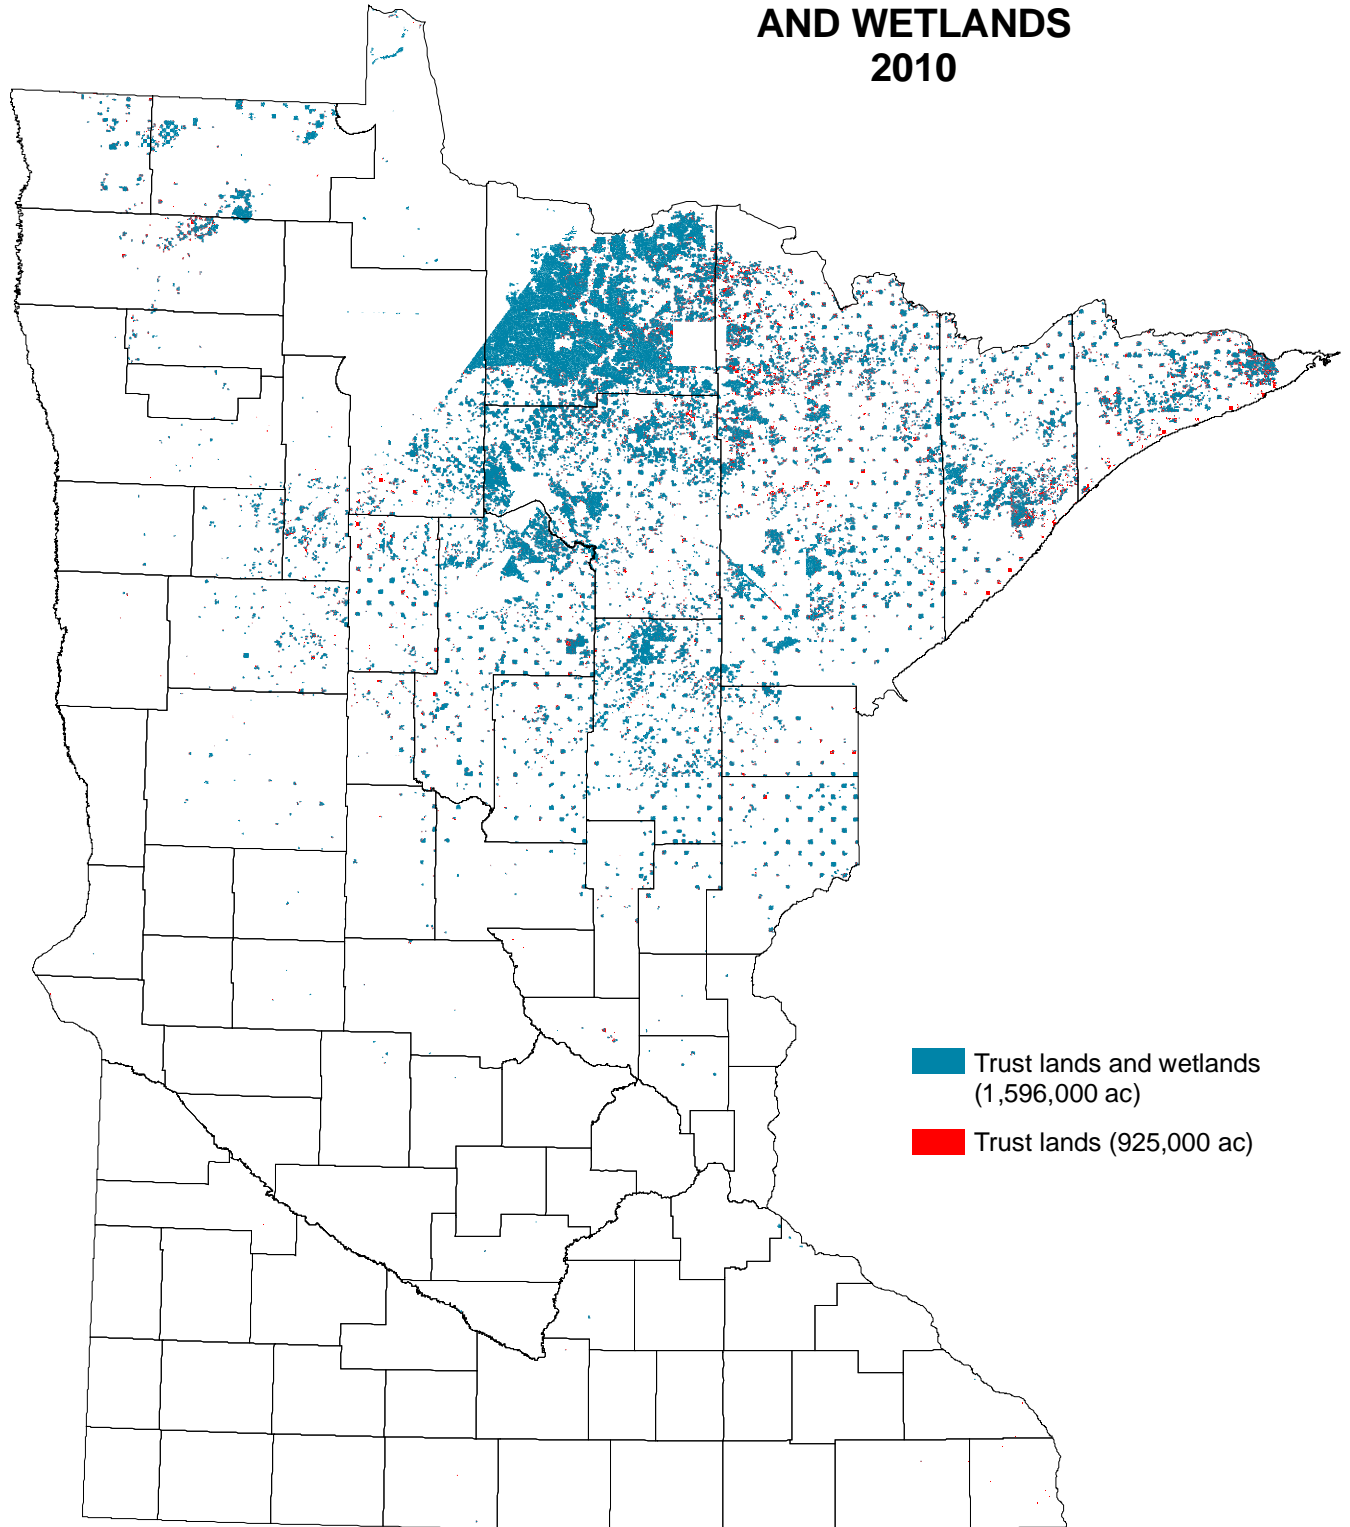 AND WETLANDS
2010
Trust lands and wetlands
(1,596,000 ac)
Trust lands (925,000 ac)